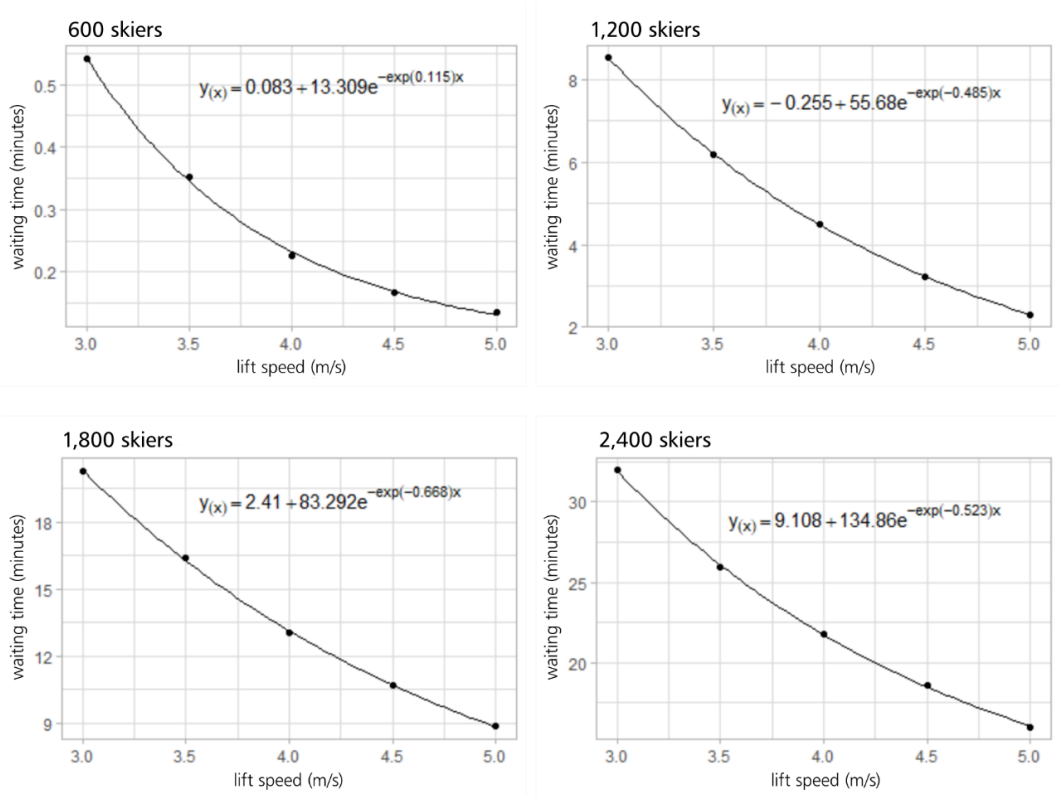 600 skiers
y(x) = 0.083 + 13.309e^−exp(0.115)x
0.5
0.4
0.3
0.2
waiting time (minutes)
3.0 3.5 4.0 4.5 5.0
lift speed (m/s)
1,200 skiers
y(x) = − 0.255 + 55.68e^−exp(−0.485)x
8
6
4
2
waiting time (minutes)
3.0 3.5 4.0 4.5 5.0
lift speed (m/s)
1,800 skiers
y(x) = 2.41 + 83.292e^−exp(−0.668)x
18
15
12
9
waiting time (minutes)
3.0 3.5 4.0 4.5 5.0
lift speed (m/s)
2,400 skiers
y(x) = 9.108 + 134.86e^−exp(−0.523)x
30
25
20
waiting time (minutes)
3.0 3.5 4.0 4.5 5.0
lift speed (m/s)